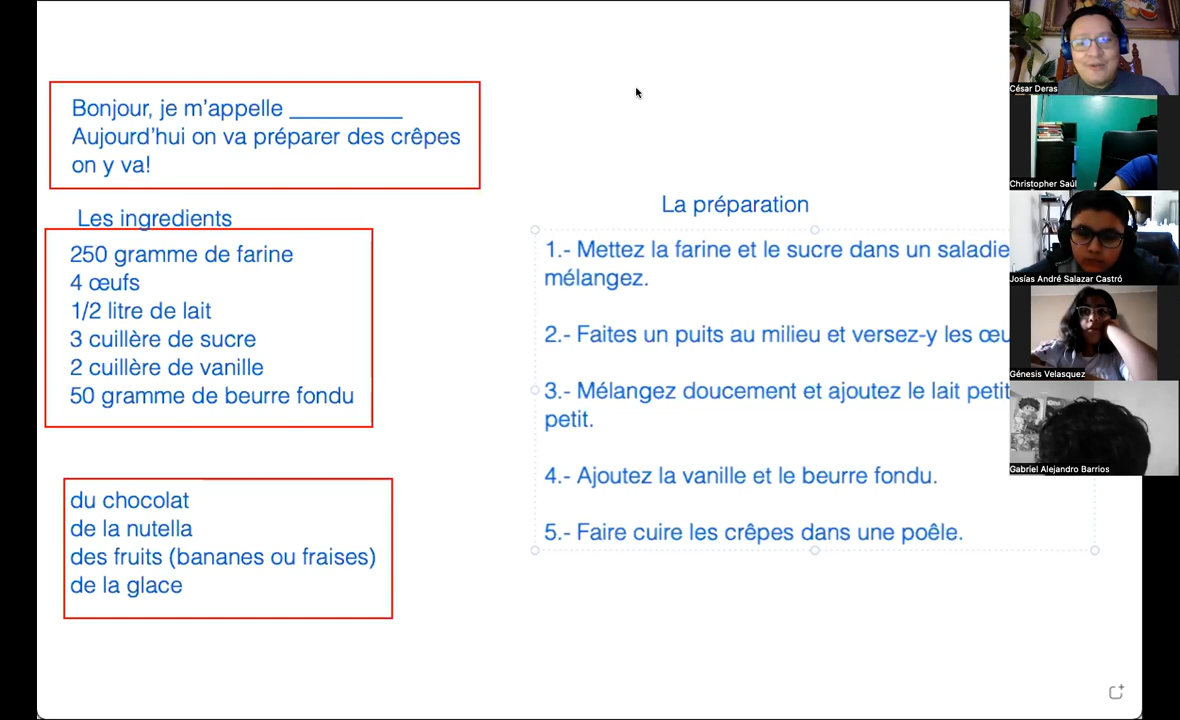 Bonjour, je m'appelle __________
Aujourd'hui on va préparer des crêpes
on y va!
Les ingredients
250 gramme de farine
4 œufs
1/2 litre de lait
3 cuillère de sucre
2 cuillère de vanille
50 gramme de beurre fondu
du chocolat
de la nutella
des fruits (bananes ou fraises)
de la glace
La préparation
1.- Mettez la farine et le sucre dans un
mélangez.
2.- Faites un puits au milieu et versez-y les
3.- Mélangez doucement et ajoutez le lait petit
petit.
4.- Ajoutez la vanille et le beurre fondu.
5.- Faire cuire les crêpes dans une poêle.
César Deras
Christopher Saúl
Josías André Salazar Castró
Génesis Velasquez
Gabriel Alejandro Barrios